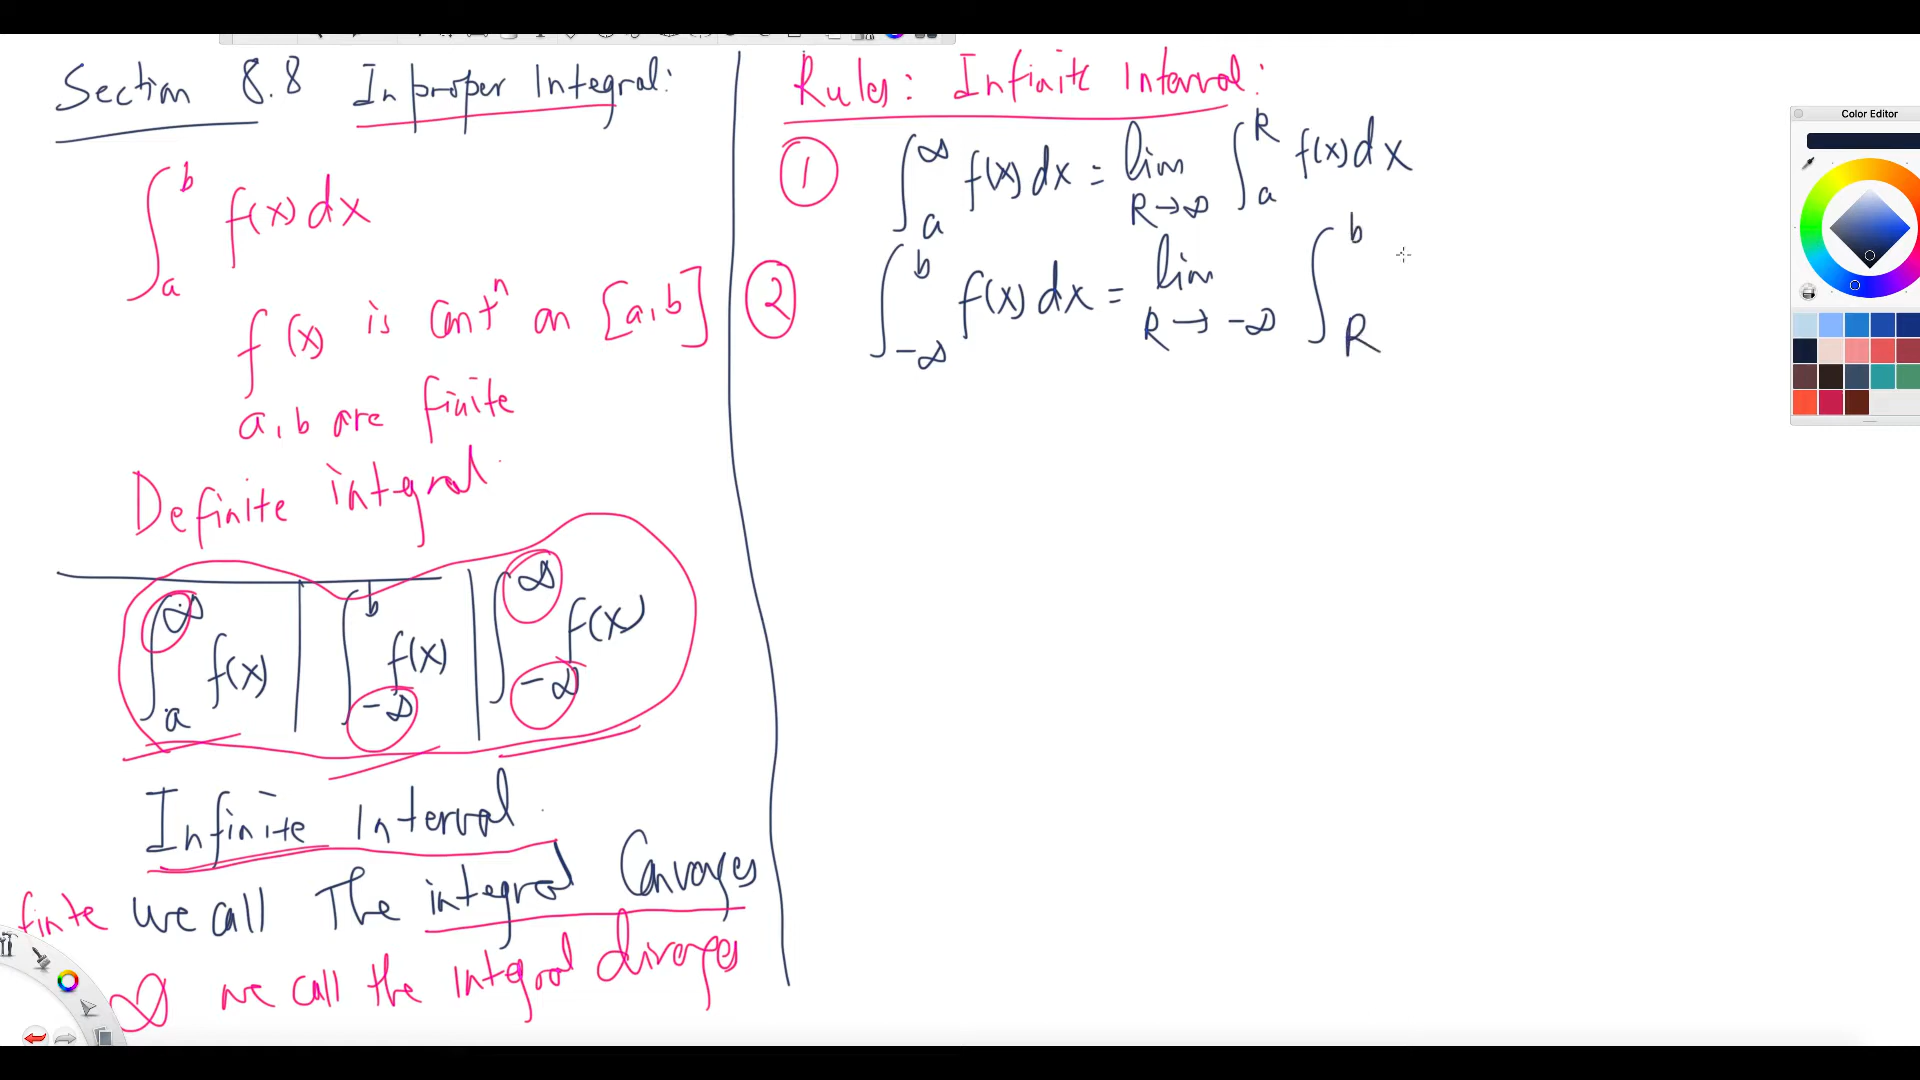 Section 8.8 Improper Integral:
∫_a^b f(x)dx
f(x) is contⁿ on [a,b]
a, b are finite
Definite integral.
∫_a^∞ f(x) | ∫_{-∞}^b f(x) | ∫_{-∞}^∞ f(x)
Infinite Interval.
finte we call The integral Converges
∞ we call the integral diverges
Rules: Infinite Interval:
① ∫_a^∞ f(x)dx = lim_{R→∞} ∫_a^R f(x)dx
② ∫_{-∞}^b f(x)dx = lim_{R→-∞} ∫_R^b
Color Editor